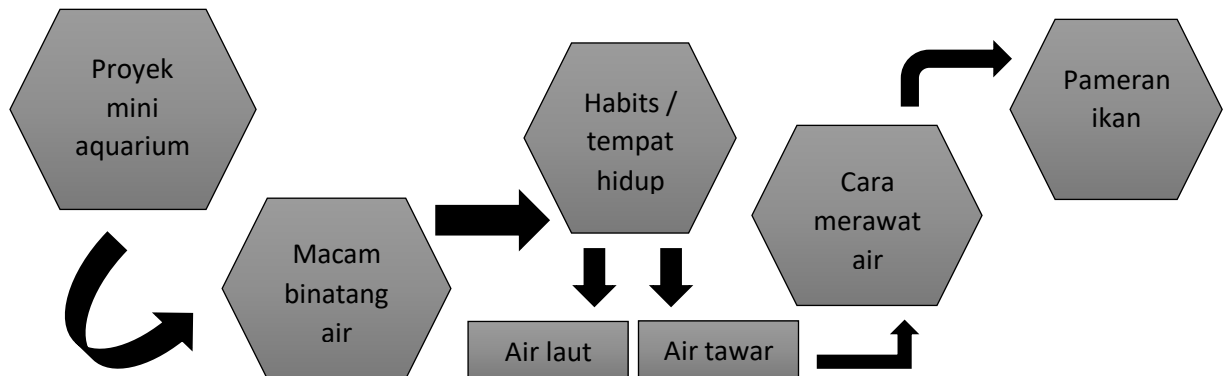 Proyek
mini
aquarium
Macam
binatang
air
Habits /
tempat
hidup
Air laut
Air tawar
Cara
merawat
air
Pameran
ikan